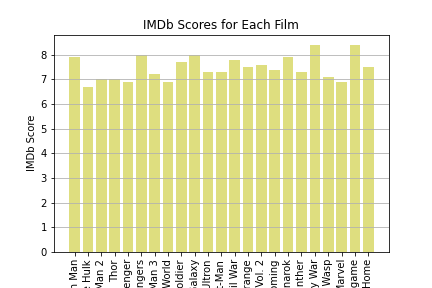 IMDb Scores for Each Film
IMDb Score
8
7
6
5
4
3
2
1
0
n Man
e Hulk
Man 2
Thor
enger
ngers
Man 3
World
oldier
alaxy
Ultron
t-Man
il War
range
Vol. 2
oming
narok
nther
y War
Wasp
Marvel
game
Home